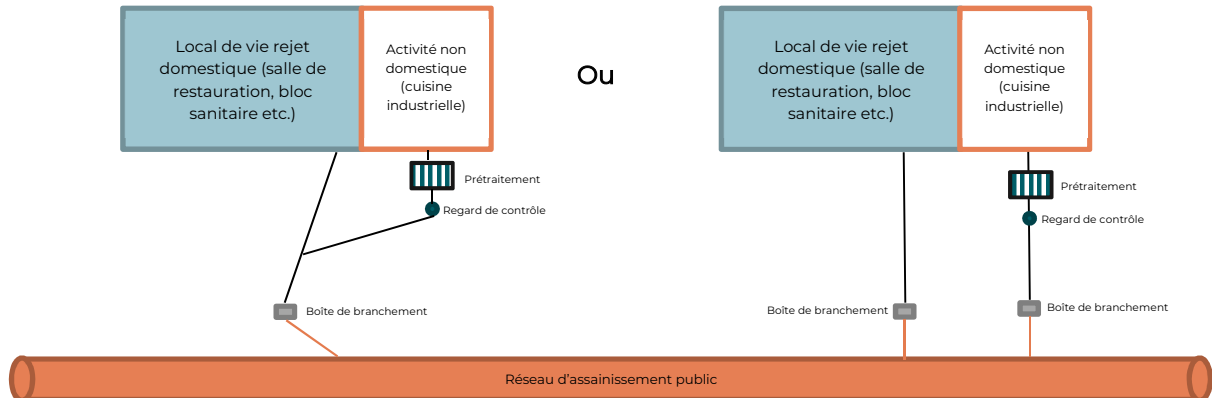 Local de vie rejet
domestique (salle de
restauration, bloc
sanitaire etc.)
Activité non
domestique
(cuisine
industrielle)
Prétraitement
Regard de contrôle
Boîte de branchement
Ou
Local de vie rejet
domestique (salle de
restauration, bloc
sanitaire etc.)
Activité non
domestique
(cuisine
industrielle)
Prétraitement
Regard de contrôle
Boîte de branchement
Boîte de branchement
Réseau d'assainissement public